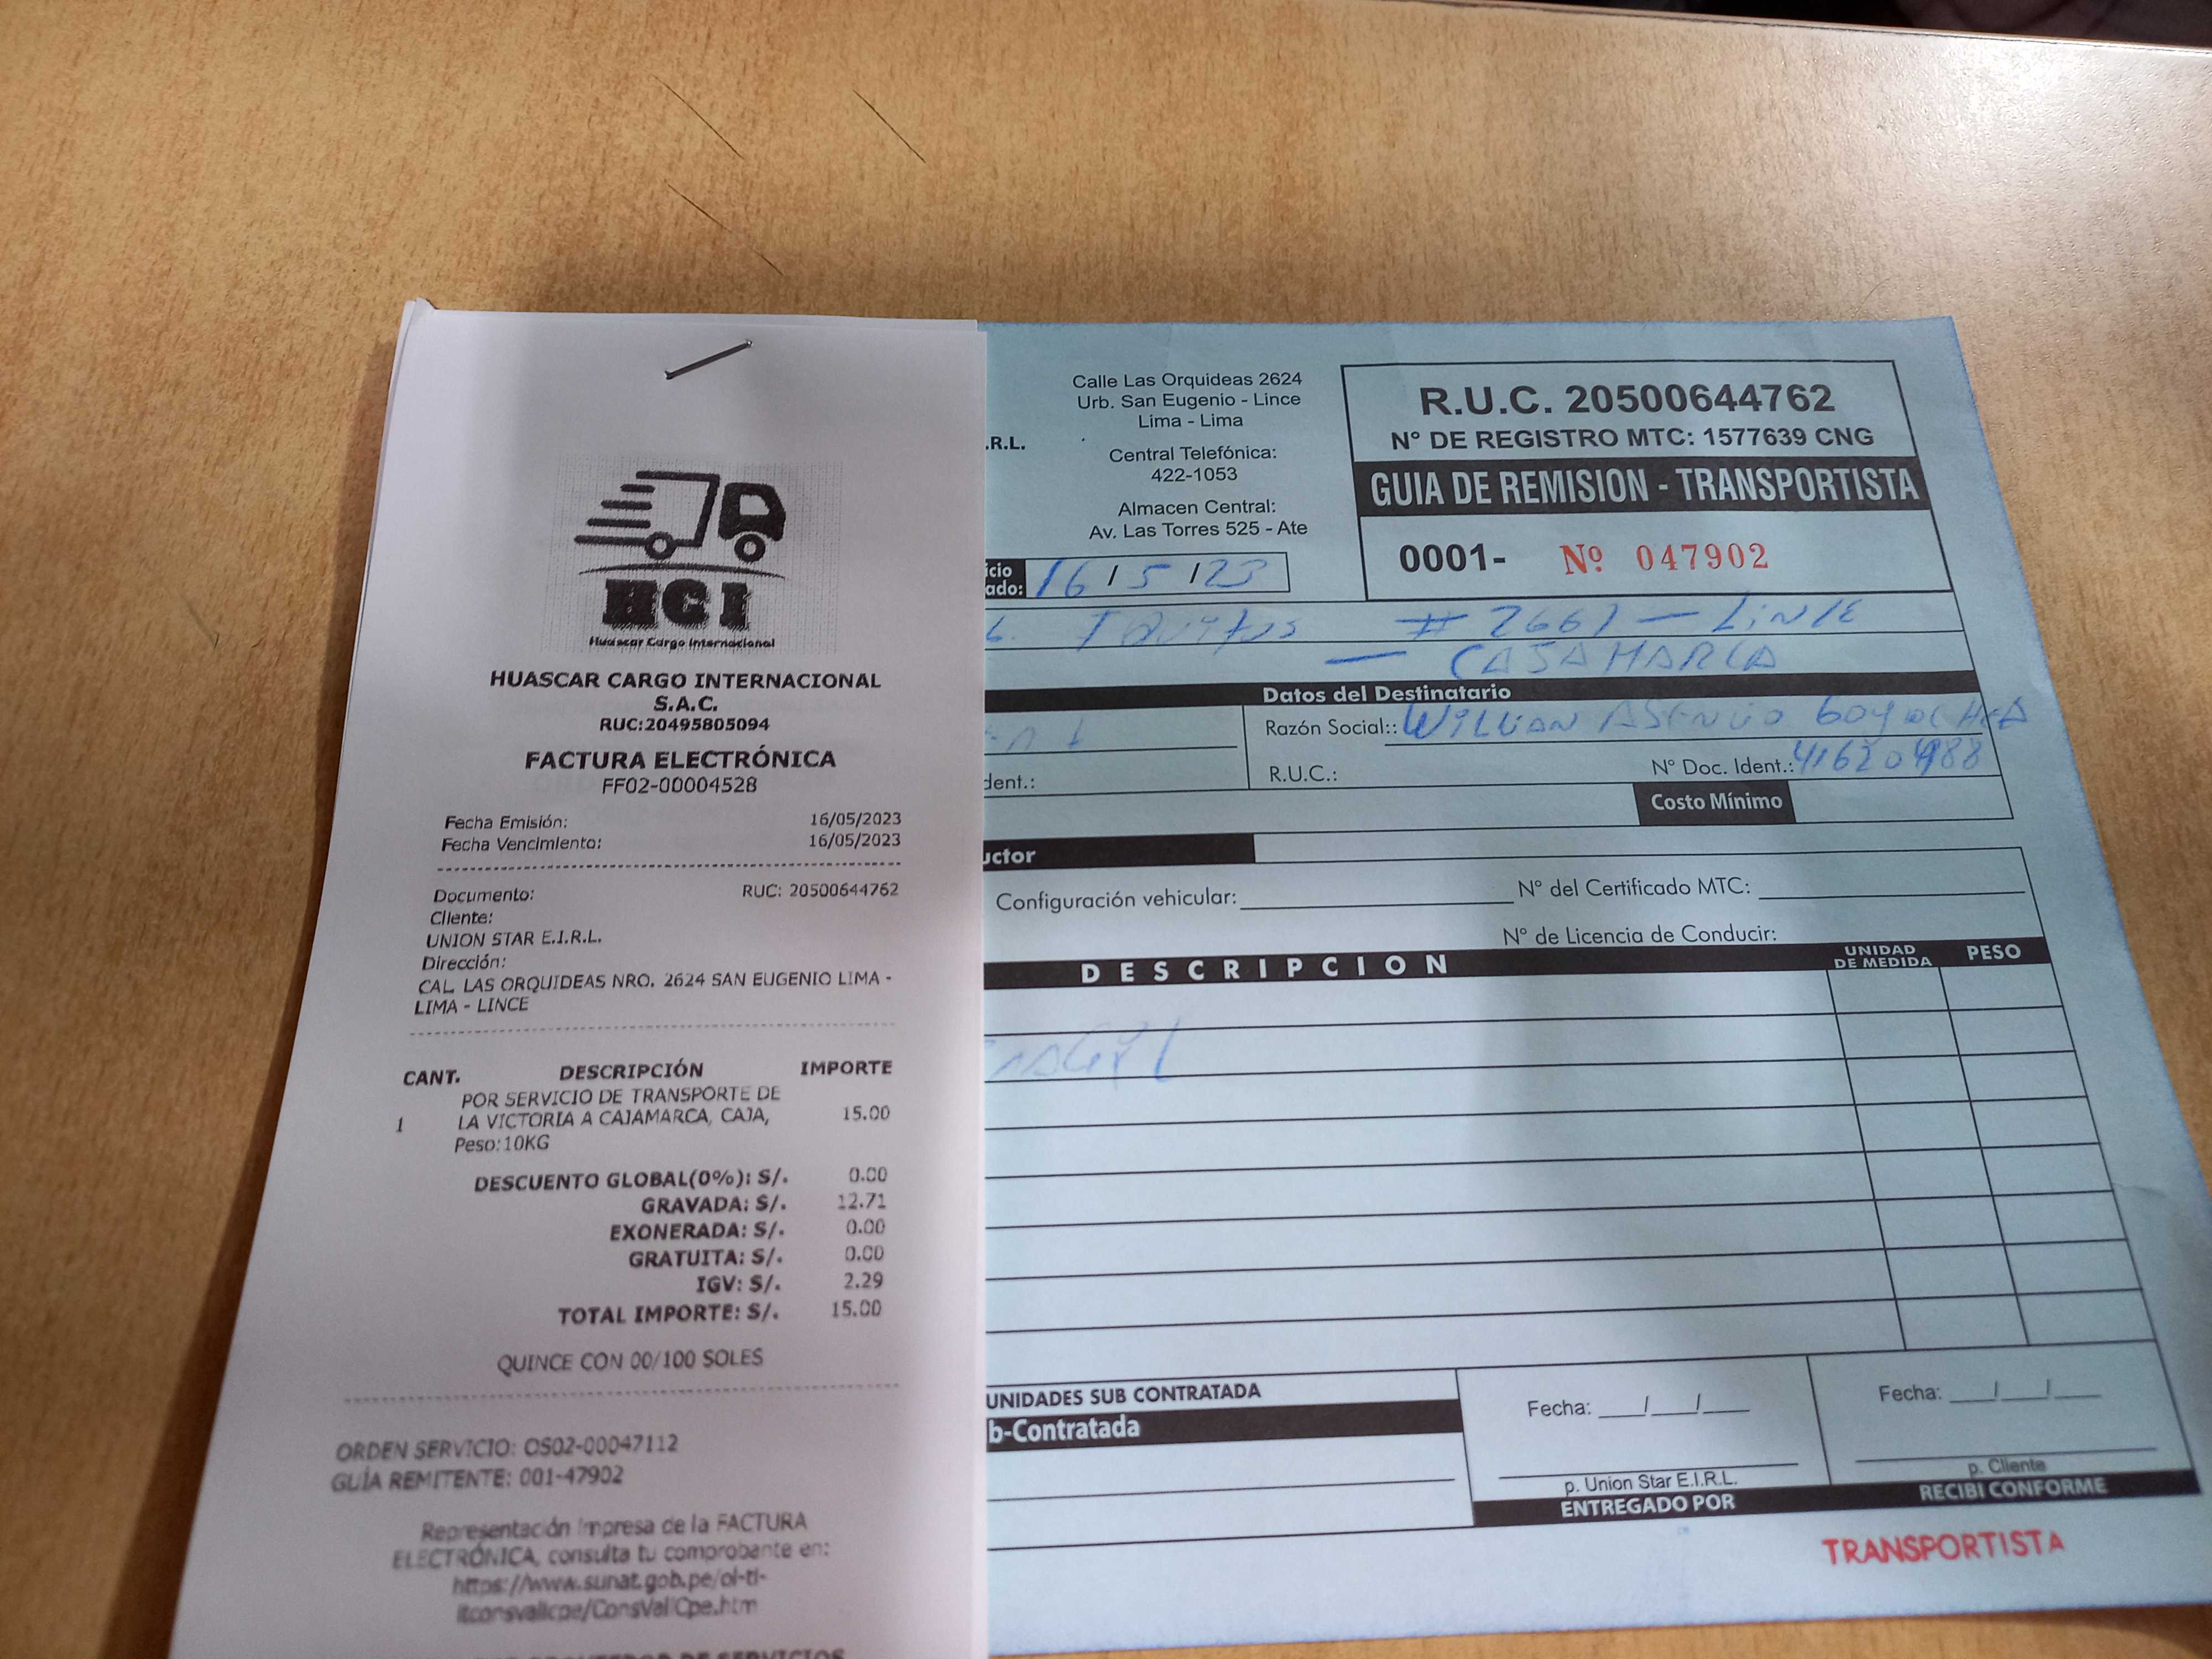 HCI
Huascar Cargo Internacional
HUASCAR CARGO INTERNACIONAL
S.A.C.
RUC:20495805094
FACTURA ELECTRÓNICA
FF02-00004528
Fecha Emisión: 16/05/2023
Fecha Vencimiento: 16/05/2023
Documento: RUC: 20500644762
Cliente:
UNION STAR E.I.R.L.
Dirección:
CAL. LAS ORQUIDEAS NRO. 2624 SAN EUGENIO LIMA -
LIMA - LINCE
CANT. DESCRIPCIÓN IMPORTE
POR SERVICIO DE TRANSPORTE DE
1 LA VICTORIA A CAJAMARCA, CAJA, 15.00
Peso:10KG
DESCUENTO GLOBAL(0%): S/. 0.00
GRAVADA: S/. 12.71
EXONERADA: S/. 0.00
GRATUITA: S/. 0.00
IGV: S/. 2.29
TOTAL IMPORTE: S/. 15.00
QUINCE CON 00/100 SOLES
ORDEN SERVICIO: OS02-00047112
GUÍA REMITENTE: 001-47902
Representación impresa de la FACTURA
ELECTRÓNICA, consulta tu comprobante en:
https://www.sunat.gob.pe/ol-ti-
itconsvalicpe/ConsValiCpe.htm
.R.L.
Calle Las Orquideas 2624
Urb. San Eugenio - Lince
Lima - Lima
Central Telefónica:
422-1053
Almacen Central:
Av. Las Torres 525 - Ate
R.U.C. 20500644762
N° DE REGISTRO MTC: 1577639 CNG
GUIA DE REMISION - TRANSPORTISTA
0001- Nº 047902
icio
ado: 16 / 5 / 23
Iquitos # 2661 - Lince
- CAJAMARCA
Datos del Destinatario
Razón Social:: Willian Asencio
dent.: R.U.C.: N° Doc. Ident.:
Costo Mínimo
uctor
Configuración vehicular: N° del Certificado MTC:
N° de Licencia de Conducir:
DESCRIPCION UNIDAD DE MEDIDA PESO
UNIDADES SUB CONTRATADA
b-Contratada
Fecha: / / Fecha: / /
p. Union Star E.I.R.L. p. Cliente
ENTREGADO POR RECIBI CONFORME
TRANSPORTISTA